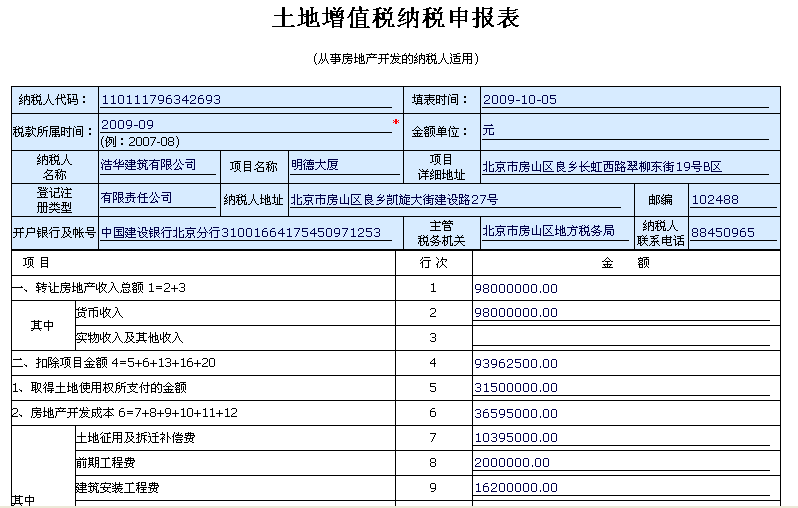 土地增值税纳税申报表
(从事房地产开发的纳税人适用)
纳税人代码： 110111796342693 填表时间： 2009-10-05
税款所属时间： 2009-09 * (例：2007-08) 金额单位： 元
纳税人名称 洁华建筑有限公司 项目名称 明德大厦 项目详细地址 北京市房山区良乡长虹西路翠柳东街19号B区
登记注册类型 有限责任公司 纳税人地址 北京市房山区良乡凯旋大街建设路27号 邮编 102488
开户银行及帐号 中国建设银行北京分行31001664175450971253 主管税务机关 北京市房山区地方税务局 纳税人联系电话 88450965
项 目 行 次 金 额
一、转让房地产收入总额 1=2+3 1 98000000.00
其中 货币收入 2 98000000.00
实物收入及其他收入 3
二、扣除项目金额 4=5+6+13+16+20 4 93962500.00
1、取得土地使用权所支付的金额 5 31500000.00
2、房地产开发成本 6=7+8+9+10+11+12 6 36595000.00
土地征用及拆迁补偿费 7 10395000.00
前期工程费 8 2000000.00
建筑安装工程费 9 16200000.00
其中